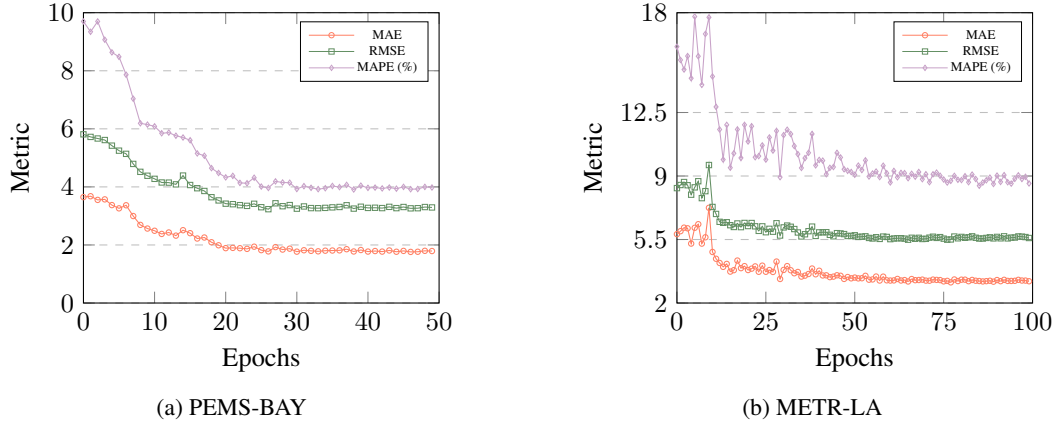 10
8
6
4
2
0
0
10
20
30
40
50
Metric
Epochs
MAE
RMSE
MAPE (%)
(a) PEMS-BAY
18
12.5
9
5.5
2
0
25
50
75
100
Metric
Epochs
MAE
RMSE
MAPE (%)
(b) METR-LA